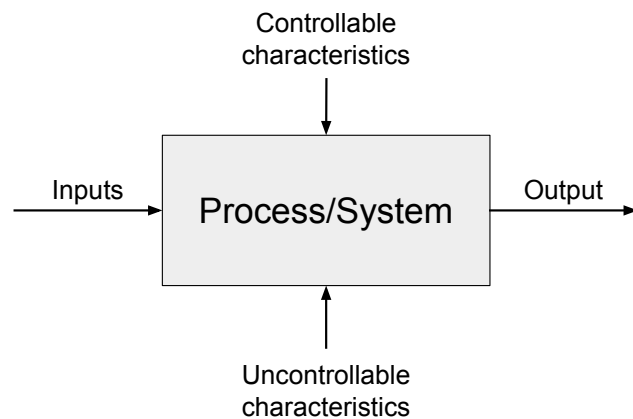 Controllable
characteristics
Inputs
Process/System
Output
Uncontrollable
characteristics